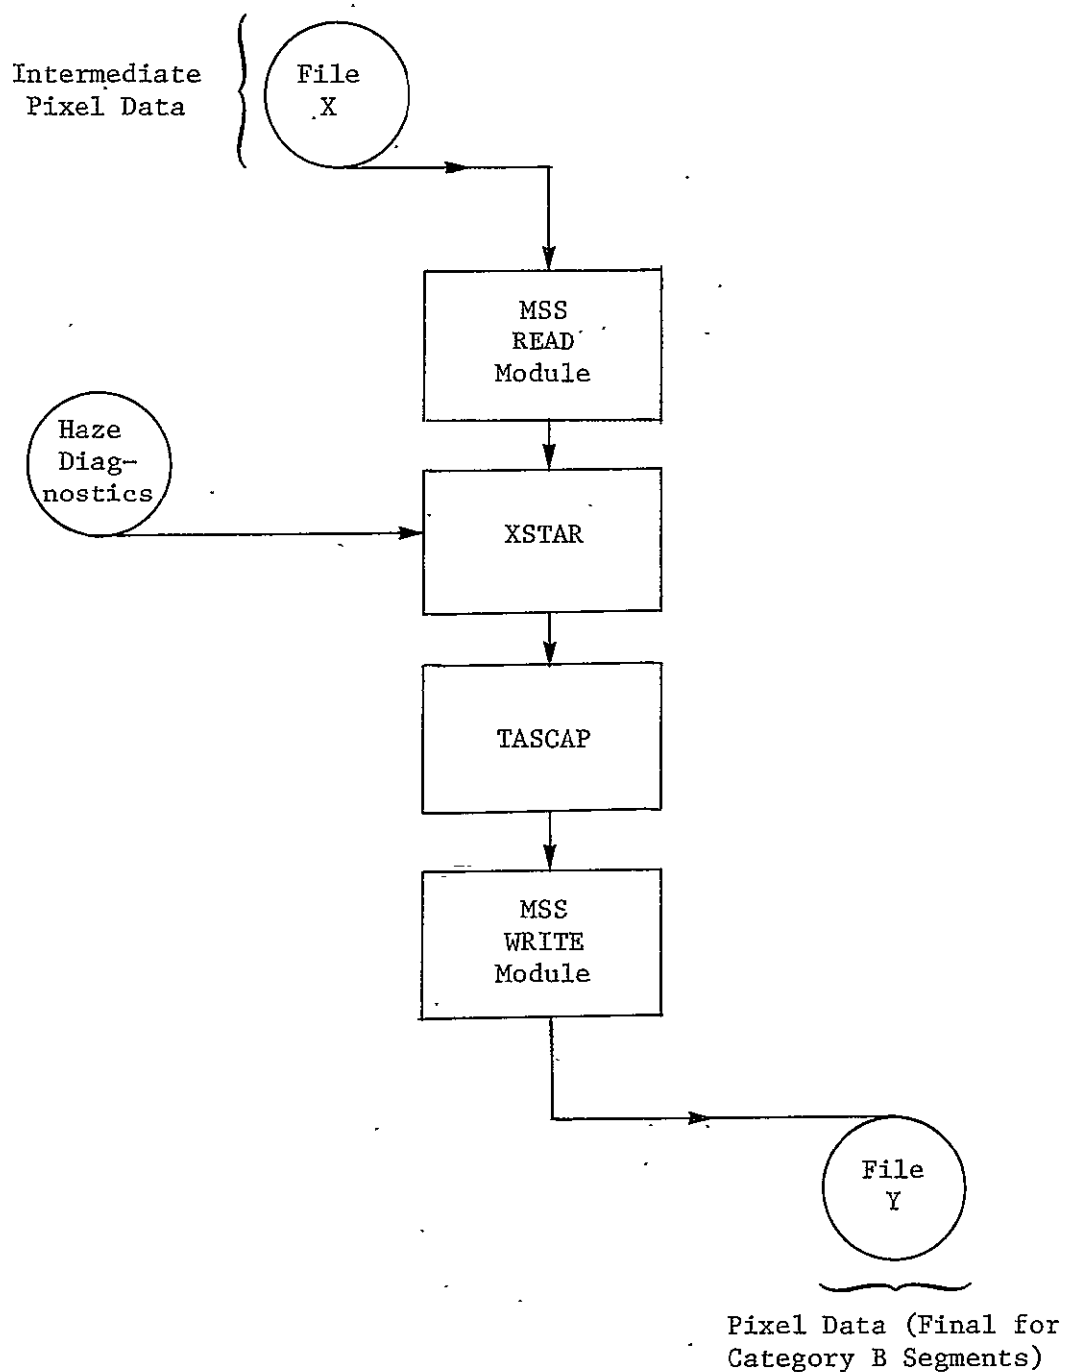 Intermediate
Pixel Data
File
X
MSS
READ
Module
Haze
Diag-
nostics
XSTAR
TASCAP
MSS
WRITE
Module
File
Y
Pixel Data (Final for
Category B Segments)